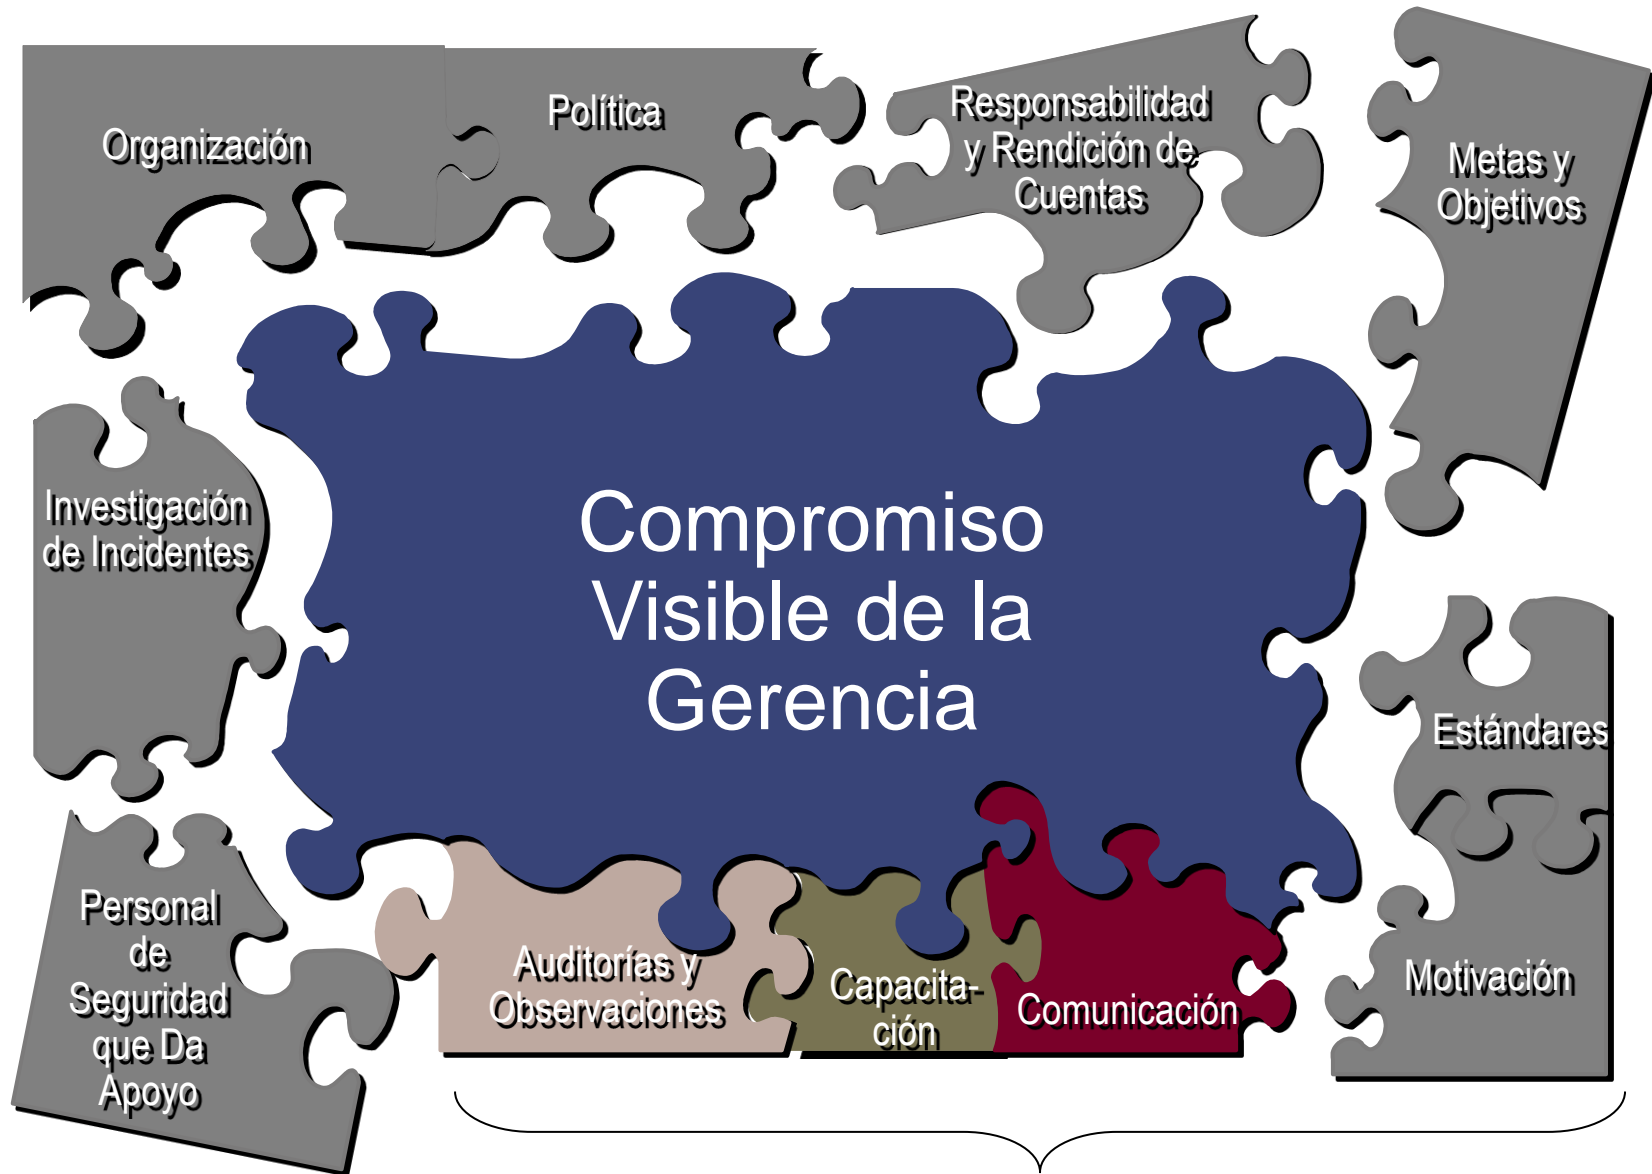 Organización
Política
Responsabilidad
y Rendición de
Cuentas
Metas y
Objetivos
Investigación
de Incidentes
Compromiso
Visible de la
Gerencia
Estándares
Personal
de
Seguridad
que Da
Apoyo
Auditorías y
Observaciones
Capacita-
ción
Comunicación
Motivación